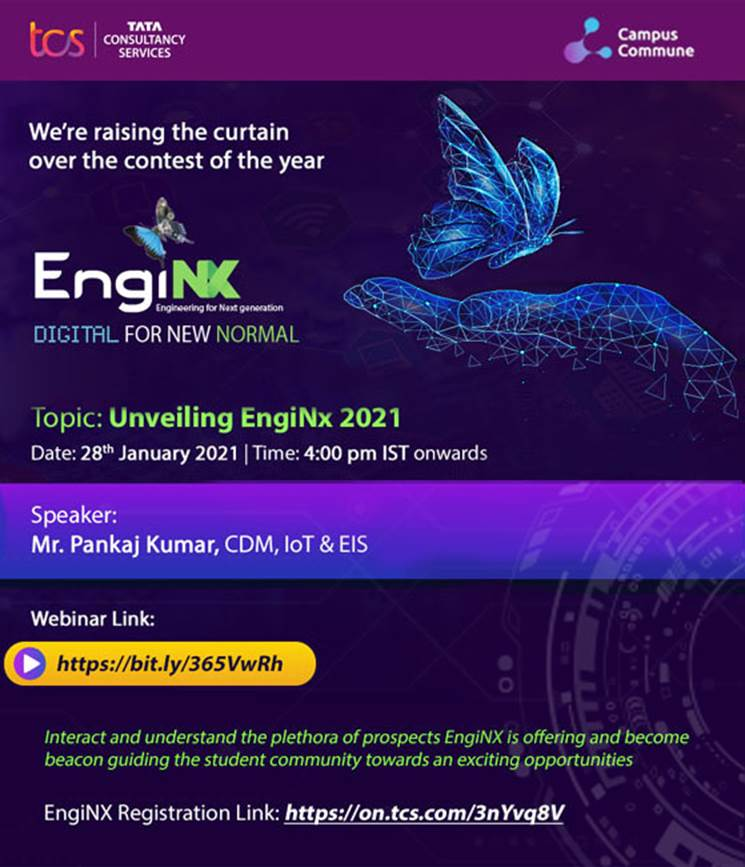 tcs
TATA
CONSULTANCY
SERVICES
Campus
Commune
We're raising the curtain
over the contest of the year
EngiNX
Engineering for Next generation
DIGITAL FOR NEW NORMAL
Topic: Unveiling EngiNx 2021
Date: 28th January 2021 | Time: 4:00 pm IST onwards
Speaker:
Mr. Pankaj Kumar, CDM, IoT & EIS
Webinar Link:
https://bit.ly/365VwRh
Interact and understand the plethora of prospects EngiNX is offering and become
beacon guiding the student community towards an exciting opportunities
EngiNX Registration Link: https://on.tcs.com/3nYvq8V